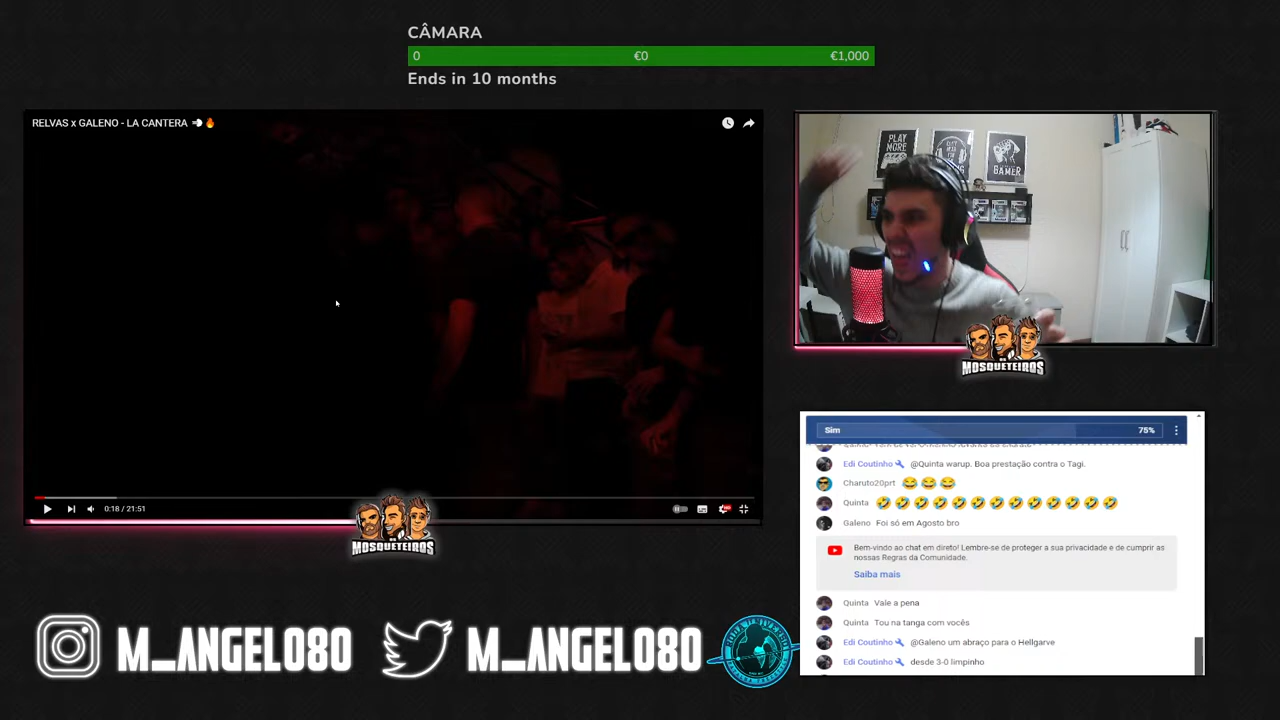 CÂMARA
0 €0 €1,000
Ends in 10 months
RELVAS x GALENO - LA CANTERA 💨🔥
PLAY
MORE
GAMER
MOSQUETEIROS
Sim 75%
Edi Coutinho @Quinta warup. Boa prestação contra o Tagi.
Charuto20prt 😂😂😂
Quinta 🤣🤣🤣🤣🤣🤣🤣🤣🤣🤣🤣🤣🤣
Galeno Foi só em Agosto bro
Bem-vindo ao chat em direto! Lembre-se de proteger a sua privacidade e de cumprir as
nossas Regras da Comunidade.
Saiba mais
Quinta Vale a pena
Quinta Tou na tanga com vocês
Edi Coutinho @Galeno um abraço para o Hellgarve
Edi Coutinho desde 3-0 limpinho
0:18 / 21:51
MOSQUETEIROS
M_ANGEL080
M_ANGEL080